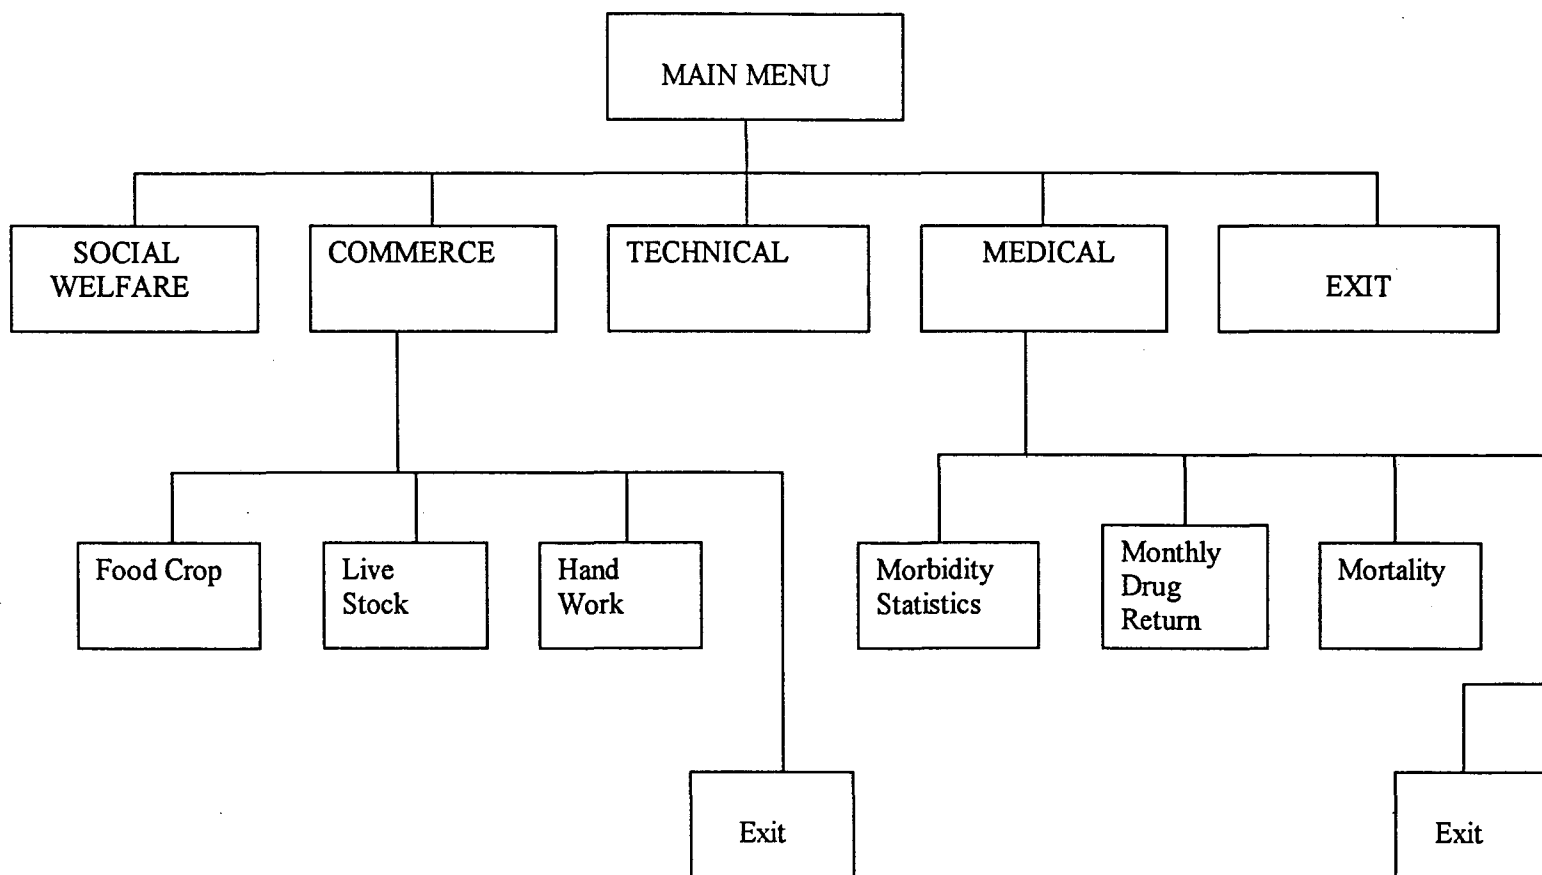 MAIN MENU
SOCIAL
WELFARE
COMMERCE
TECHNICAL
MEDICAL
EXIT
Food Crop
Live
Stock
Hand
Work
Morbidity
Statistics
Monthly
Drug
Return
Mortality
Exit
Exit